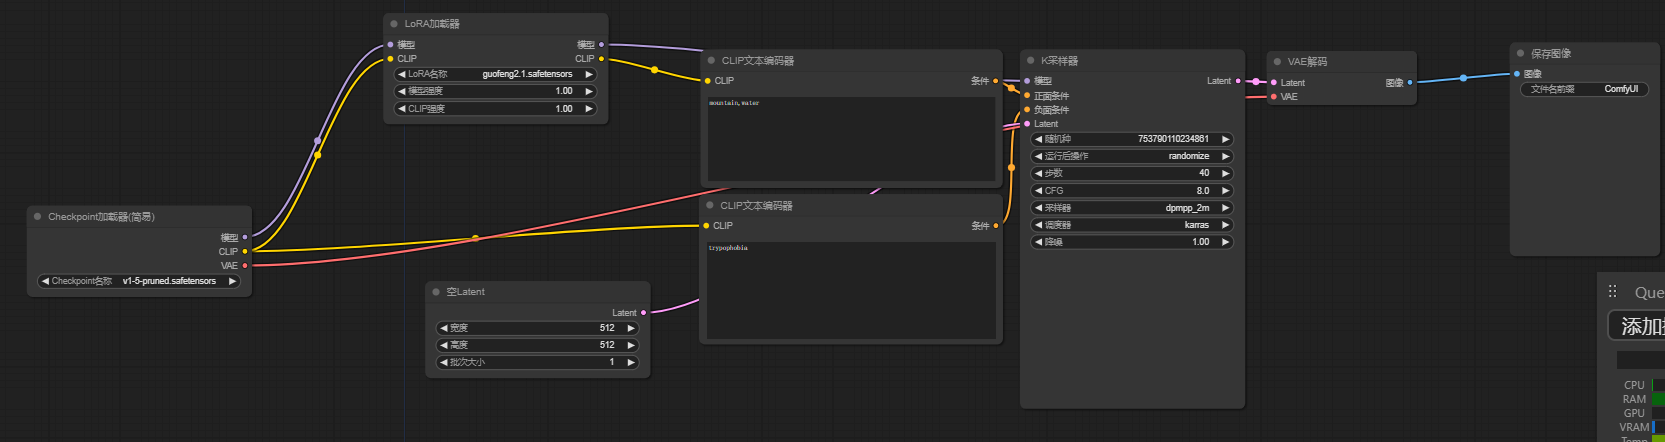 LoRA加载器
模型 模型
CLIP CLIP
LoRA名称 guofeng2.1.safetensors
模型强度 1.00
CLIP强度 1.00
Checkpoint加载器(简易)
模型
CLIP
VAE
Checkpoint名称 v1-5-pruned.safetensors
空Latent
Latent
宽度 512
高度 512
批次大小 1
CLIP文本编码器
CLIP 条件
mountain,water
CLIP文本编码器
CLIP 条件
trypophobia
K采样器
模型 Latent
正面条件
负面条件
Latent
随机种 753790110234861
运行后操作 randomize
步数 40
CFG 8.0
采样器 dpmpp_2m
调度器 karras
降噪 1.00
VAE解码
Latent 图像
VAE
保存图像
图像
文件名前缀 ComfyUI
Que
添加
CPU
RAM
GPU
VRAM
Temp